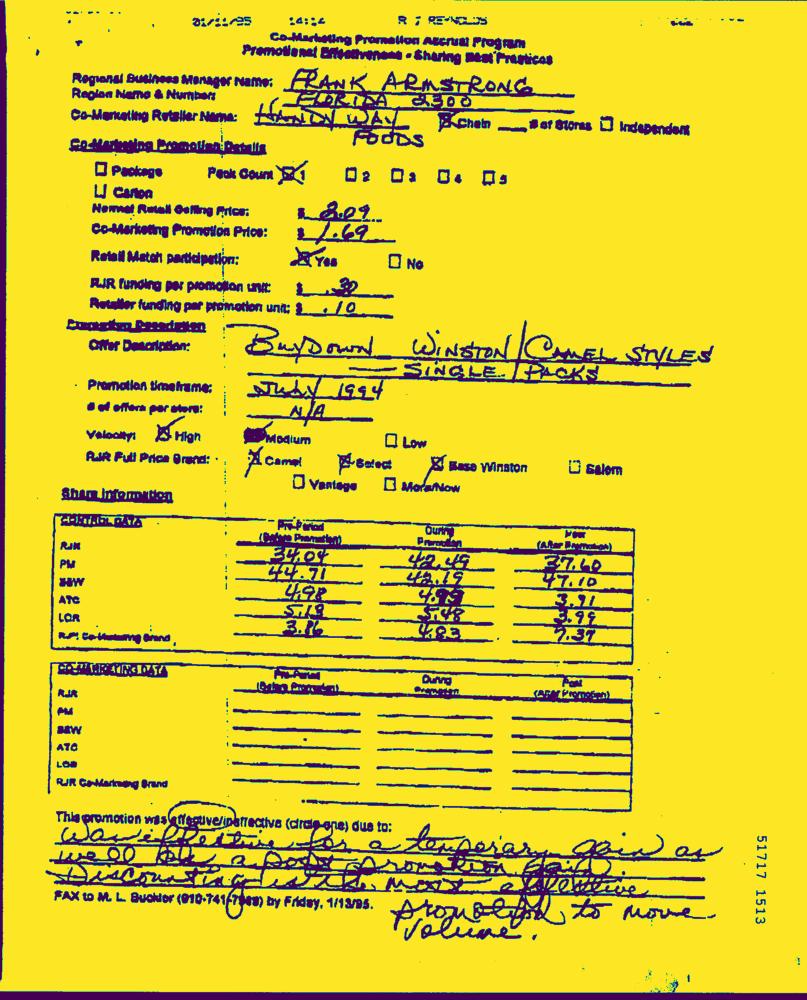 01/11/95 14:14 R J REYNOLDS
Co-Marketing Promotion Accrual Program
Promotional Effectiveness - Sharing Best Practices
Regional Business Manager Name: FRANK ARMSTRONG
Region Name & Number: FLORIDA 2300
Co-Marketing Retailer Name: HANDY WAY FOODS ☒ Chain ___ # of Stores ☐ Independent
Co-Marketing Promotion Details
☐ Package Pack Count ☒ 1 ☐ 2 ☐ 3 ☐ 4 ☐ 5
☐ Carton
Normal Retail Selling Price: $ 2.09
Co-Marketing Promotion Price: $ 1.69
Retail Match participation: ☒ Yes ☐ No
RJR funding per promotion unit: $ .30
Retailer funding per promotion unit: $ .10
Promotion Description
Offer Description: BUYDOWN WINSTON/CAMEL STYLES
SINGLE PACKS
Promotion timeframe: JULY 1994
# of offers per store: N/A
Velocity: ☒ High Medium ☐ Low
RJR Full Price Brand: ☒ Camel ☒ Select ☒ Base Winston ☐ Salem
☐ Vantage ☐ More/Now
Share Information
CONTROL DATA Pre-Period (Before Promotion) During Promotion (After Promotion)
RJR 34.04 42.49 37.60
PM 44.71 42.19 47.10
B&W 4.98 3.91
ATC 5.13 5.48 3.99
LOR 3.86 4.83 7.37
RJR Co-Marketing Brand
CO-MARKETING DATA Pre-Period (Before Promotion) During Promotion Post (After Promotion)
RJR
PM
B&W
ATC
LOR
RJR Co-Marketing Brand
This promotion was effective/ineffective (circle one) due to:
was effective for a temporary gain as
well as a post promotion gain.
Discounting is the most effective
FAX to M. L. Buckler by Friday, 1/13/95. promotion to move
volume.
51717 1513